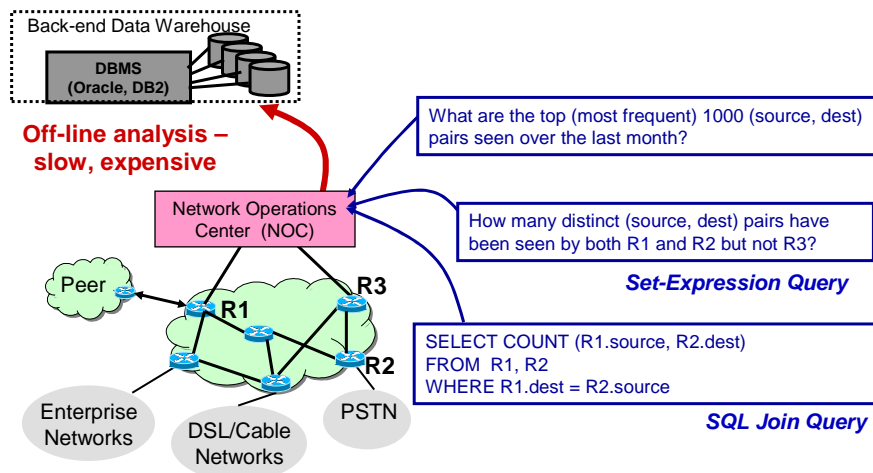 Back-end Data Warehouse
DBMS
(Oracle, DB2)
Off-line analysis –
slow, expensive
What are the top (most frequent) 1000 (source, dest)
pairs seen over the last month?
Network Operations
Center (NOC)
How many distinct (source, dest) pairs have
been seen by both R1 and R2 but not R3?
Set-Expression Query
Peer
R1
R3
R2
SELECT COUNT (R1.source, R2.dest)
FROM R1, R2
WHERE R1.dest = R2.source
SQL Join Query
Enterprise
Networks
DSL/Cable
Networks
PSTN